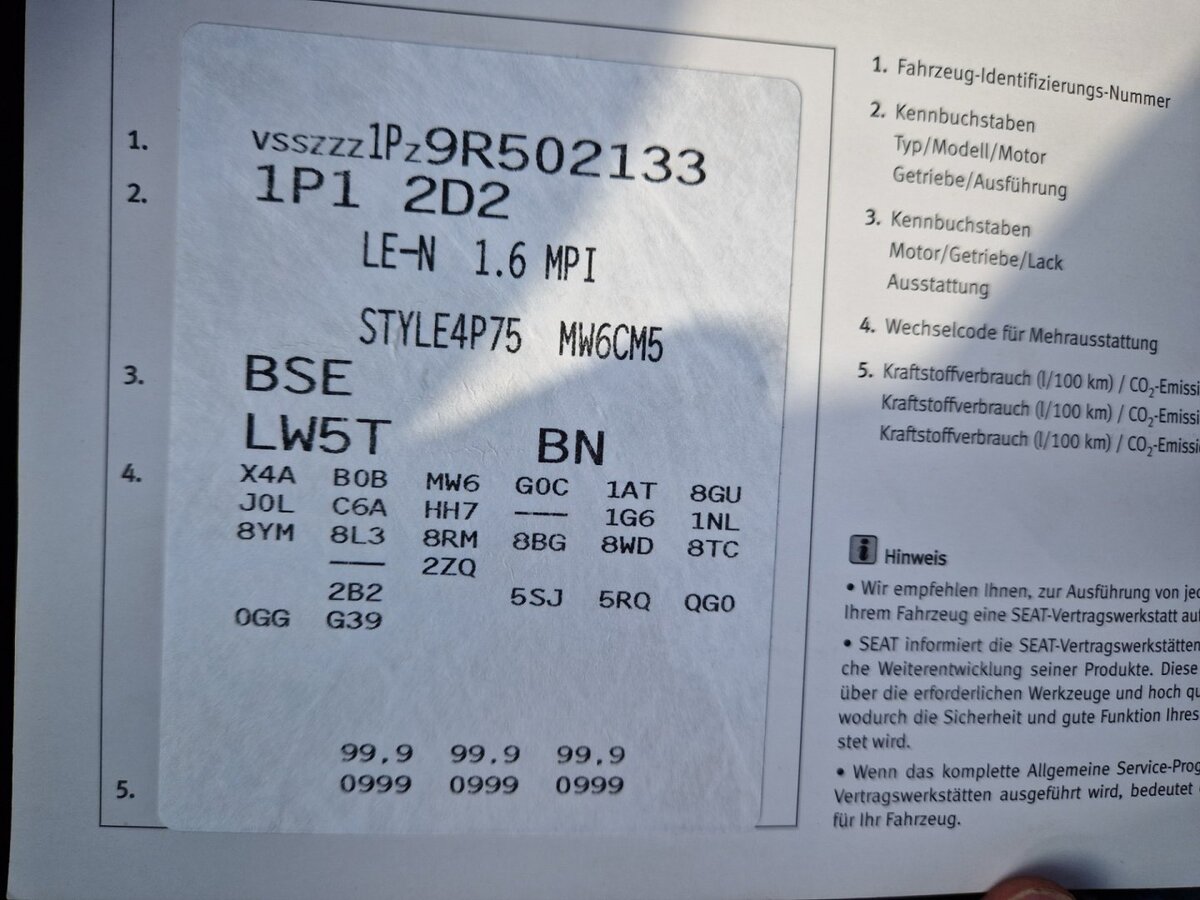 1. VSSZZZ1PZ9R502133
2. 1P1 2D2
LE-N 1.6 MPI
STYLE4P75 MW6CM5
3. BSE
LW5T BN
4. X4A B0B MW6 G0C 1AT 8GU
J0L C6A HH7 --- 1G6 1NL
8YM 8L3 8RM 8BG 8WD 8TC
--- 2ZQ
2B2 5SJ 5RQ QG0
0GG G39
99.9 99.9 99.9
5. 0999 0999 0999
1. Fahrzeug-Identifizierungs-Nummer
2. Kennbuchstaben
Typ/Modell/Motor
Getriebe/Ausführung
3. Kennbuchstaben
Motor/Getriebe/Lack
Ausstattung
4. Wechselcode für Mehrausstattung
5. Kraftstoffverbrauch (l/100 km) / CO₂-Emissi
Kraftstoffverbrauch (l/100 km) / CO₂-Emissi
Kraftstoffverbrauch (l/100 km) / CO₂-Emissi
i Hinweis
• Wir empfehlen Ihnen, zur Ausführung von jec
Ihrem Fahrzeug eine SEAT-Vertragswerkstatt auf
• SEAT informiert die SEAT-Vertragswerkstätten
che Weiterentwicklung seiner Produkte. Diese
über die erforderlichen Werkzeuge und hoch qu
wodurch die Sicherheit und gute Funktion Ihres
stet wird.
• Wenn das komplette Allgemeine Service-Prog
Vertragswerkstätten ausgeführt wird, bedeutet
für Ihr Fahrzeug.